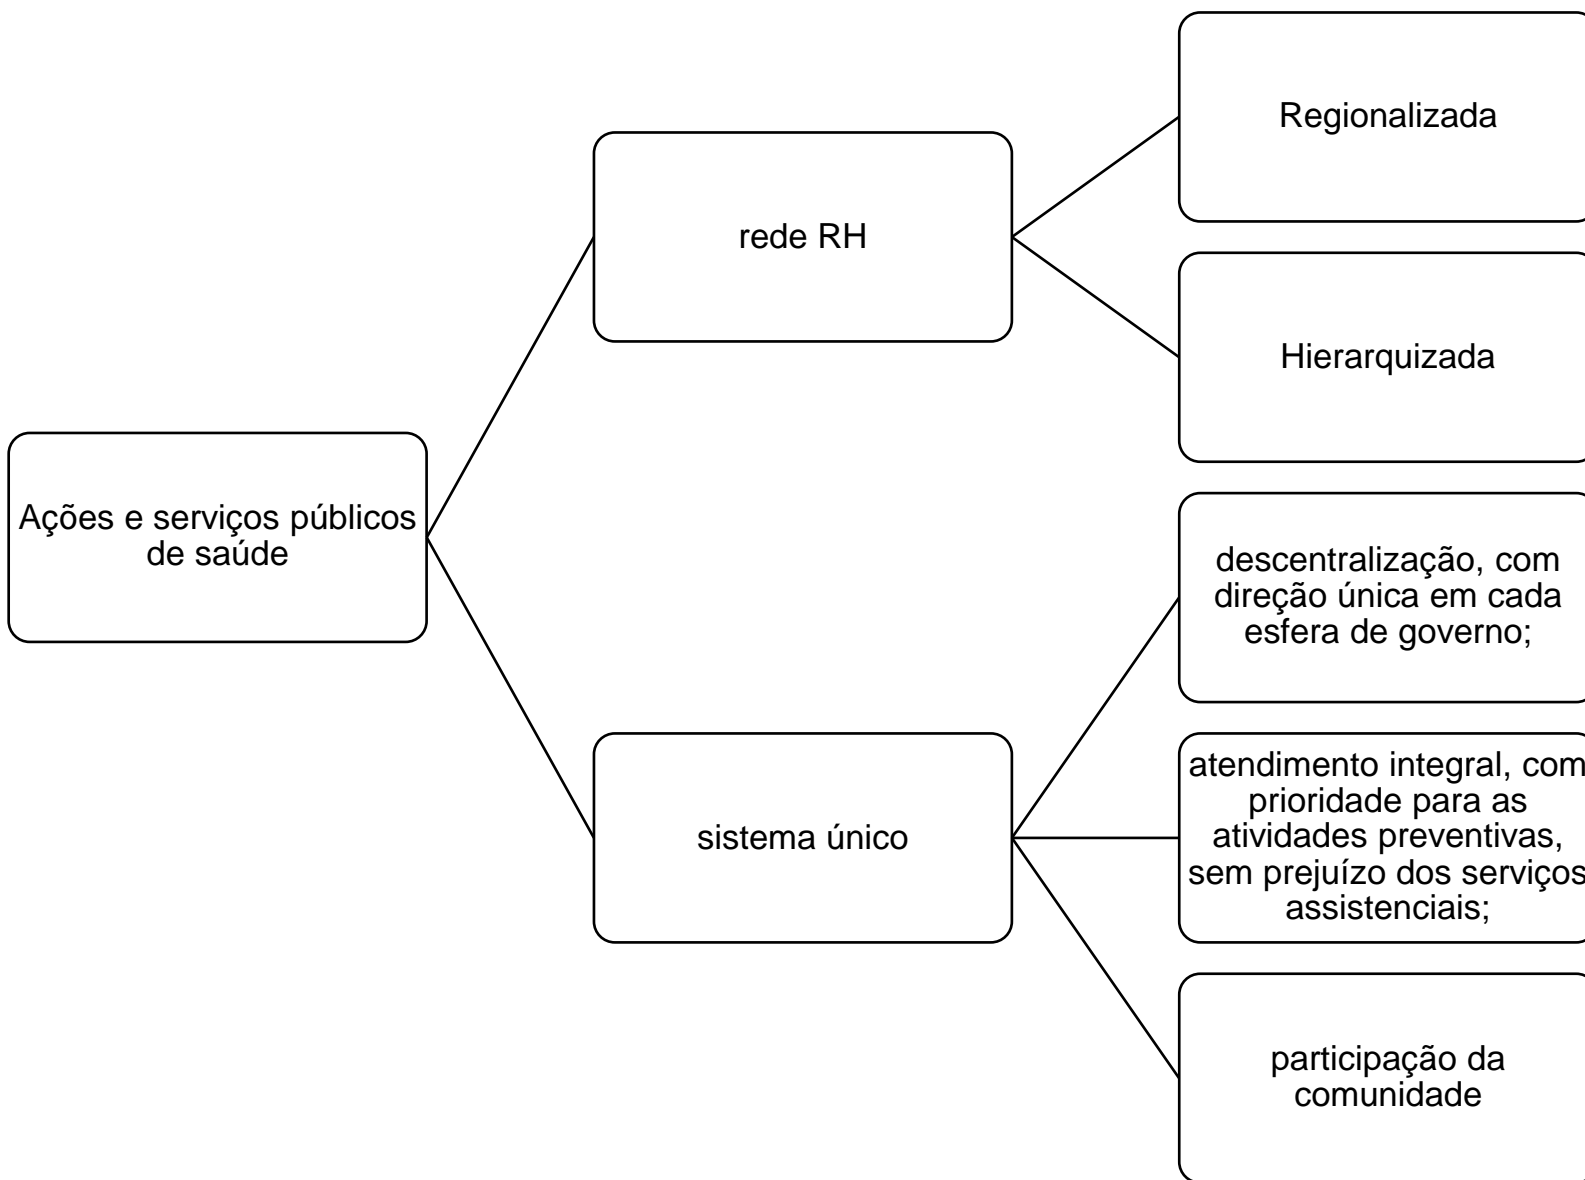 Regionalizada
rede RH
Hierarquizada
Ações e serviços públicos
de saúde
descentralização, com
direção única em cada
esfera de governo;
sistema único
atendimento integral, com
prioridade para as
atividades preventivas,
sem prejuízo dos serviços
assistenciais;
participação da
comunidade